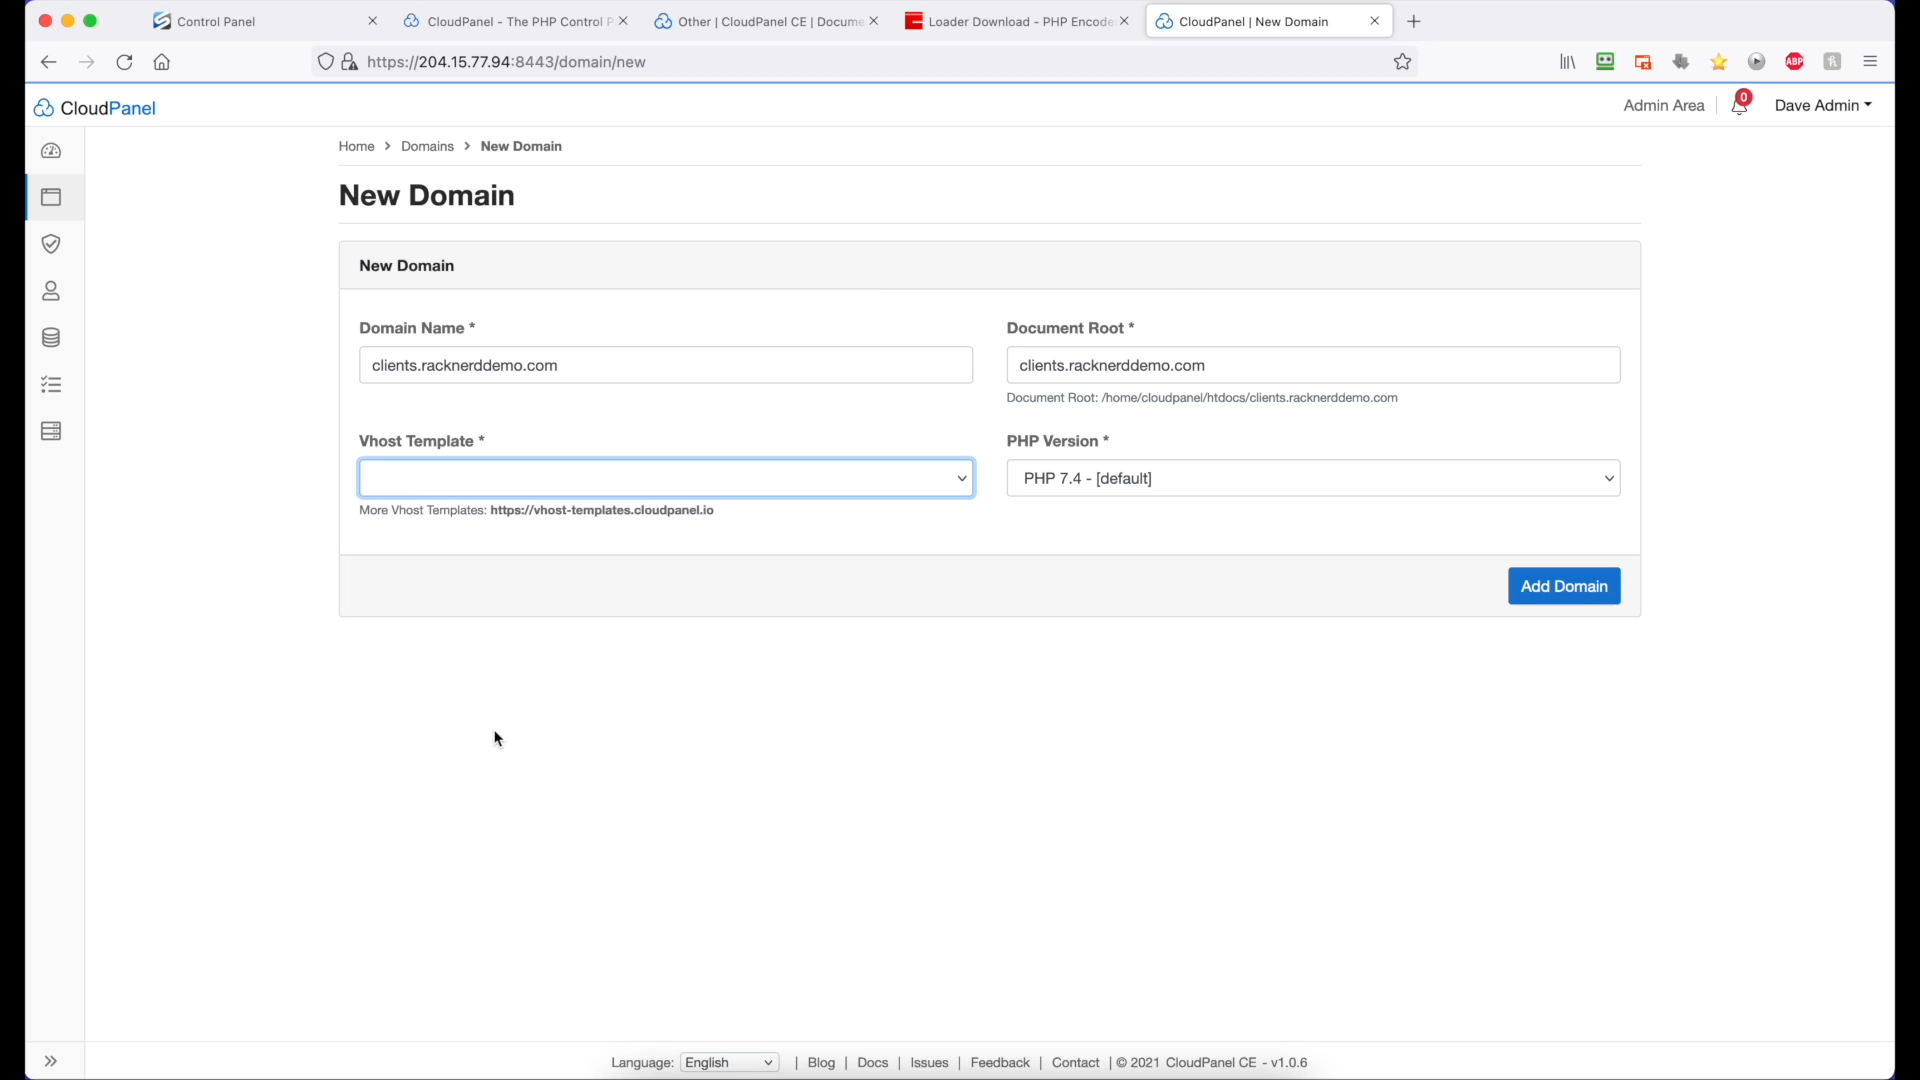 Control Panel
CloudPanel - The PHP Control P
Other | CloudPanel CE | Docume
Loader Download - PHP Encode
CloudPanel | New Domain
https://204.15.77.94:8443/domain/new
ABP
CloudPanel
Admin Area
0
Dave Admin
Home > Domains > New Domain
New Domain
New Domain
Domain Name *
Document Root *
clients.racknerddemo.com
clients.racknerddemo.com
Document Root: /home/cloudpanel/htdocs/clients.racknerddemo.com
Vhost Template *
PHP Version *
PHP 7.4 - [default]
More Vhost Templates: https://vhost-templates.cloudpanel.io
Add Domain
Language: English | Blog | Docs | Issues | Feedback | Contact | © 2021 CloudPanel CE - v1.0.6